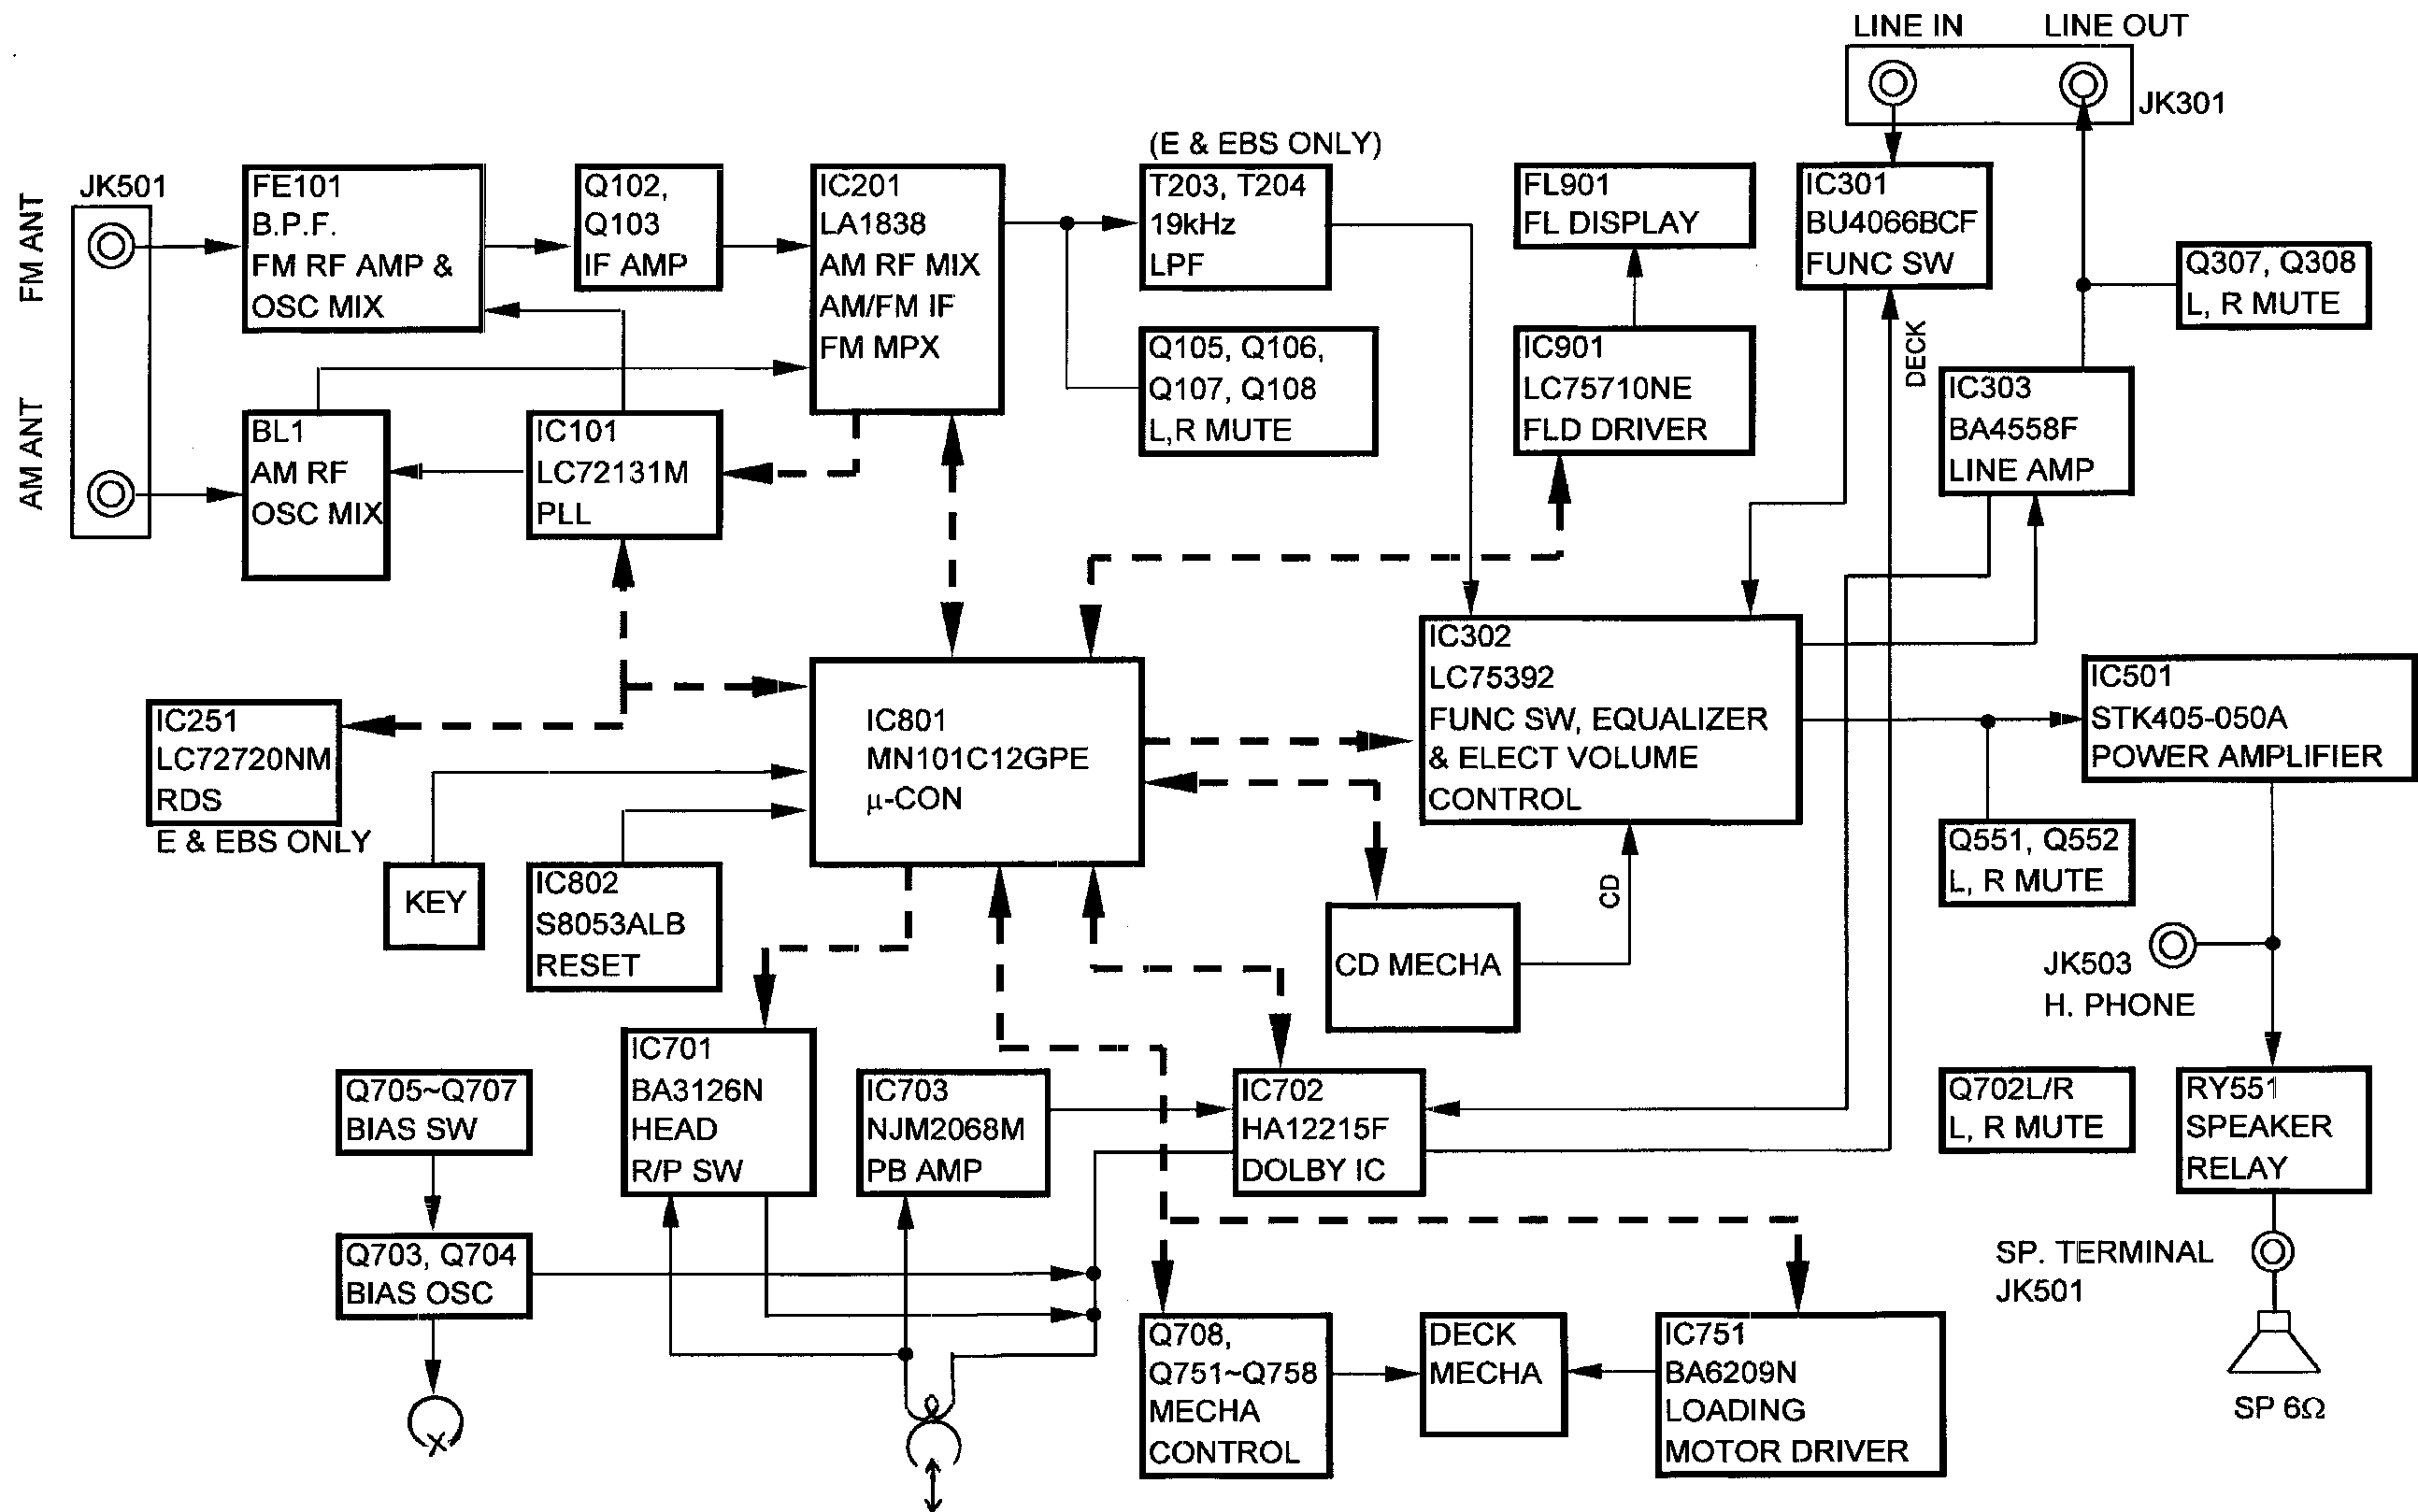 LINE IN
LINE OUT
JK301
FM ANT
AM ANT
JK501
FE101
B.P.F.
FM RF AMP &
OSC MIX
Q102,
Q103
IF AMP
IC201
LA1838
AM RF MIX
AM/FM IF
FM MPX
(E & EBS ONLY)
T203, T204
19kHz
LPF
Q105, Q106,
Q107, Q108
L,R MUTE
FL901
FL DISPLAY
IC901
LC75710NE
FLD DRIVER
IC301
BU4066BCF
FUNC SW
DECK
Q307, Q308
L, R MUTE
IC303
BA4558F
LINE AMP
BL1
AM RF
OSC MIX
IC101
LC72131M
PLL
IC251
LC72720NM
RDS
E & EBS ONLY
KEY
IC802
S8053ALB
RESET
IC801
MN101C12GPE
μ-CON
IC302
LC75392
FUNC SW, EQUALIZER
& ELECT VOLUME
CONTROL
IC501
STK405-050A
POWER AMPLIFIER
Q551, Q552
L, R MUTE
CD
CD MECHA
JK503
H. PHONE
Q705~Q707
BIAS SW
IC701
BA3126N
HEAD
R/P SW
IC703
NJM2068M
PB AMP
IC702
HA12215F
DOLBY IC
Q702L/R
L, R MUTE
RY551
SPEAKER
RELAY
Q703, Q704
BIAS OSC
SP. TERMINAL
JK501
Q708,
Q751~Q758
MECHA
CONTROL
DECK
MECHA
IC751
BA6209N
LOADING
MOTOR DRIVER
SP 6Ω